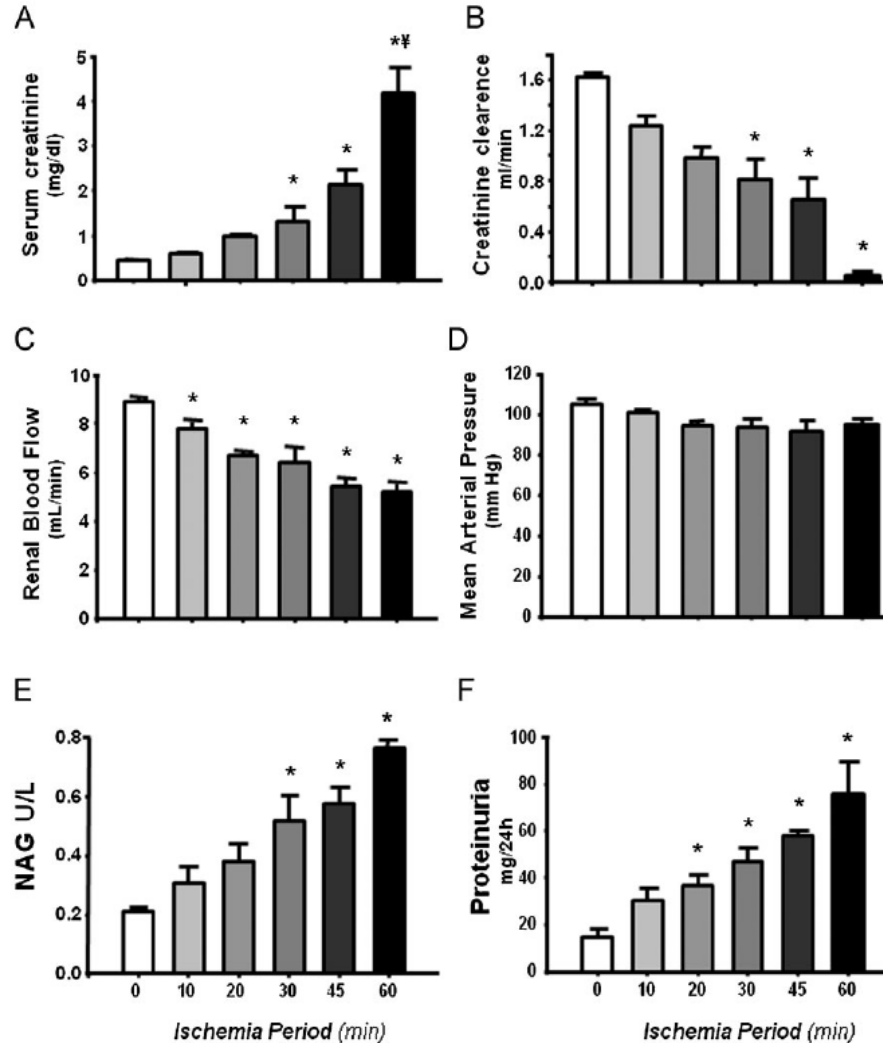 A
Serum creatinine
(mg/dl)
5
4
3
2
1
0
*
*
*¥
B
Creatinine clearence
ml/min
1.6
1.2
0.8
0.4
0.0
*
*
*
C
Renal Blood Flow
(mL/min)
10
8
6
4
2
0
*
*
*
*
*
D
Mean Arterial Pressure
(mm Hg)
120
100
80
60
40
20
0
E
NAG U/L
0.8
0.6
0.4
0.2
0.0
*
*
*
0 10 20 30 45 60
Ischemia Period (min)
F
Proteinuria
mg/24h
100
80
60
40
20
0
*
*
*
*
0 10 20 30 45 60
Ischemia Period (min)